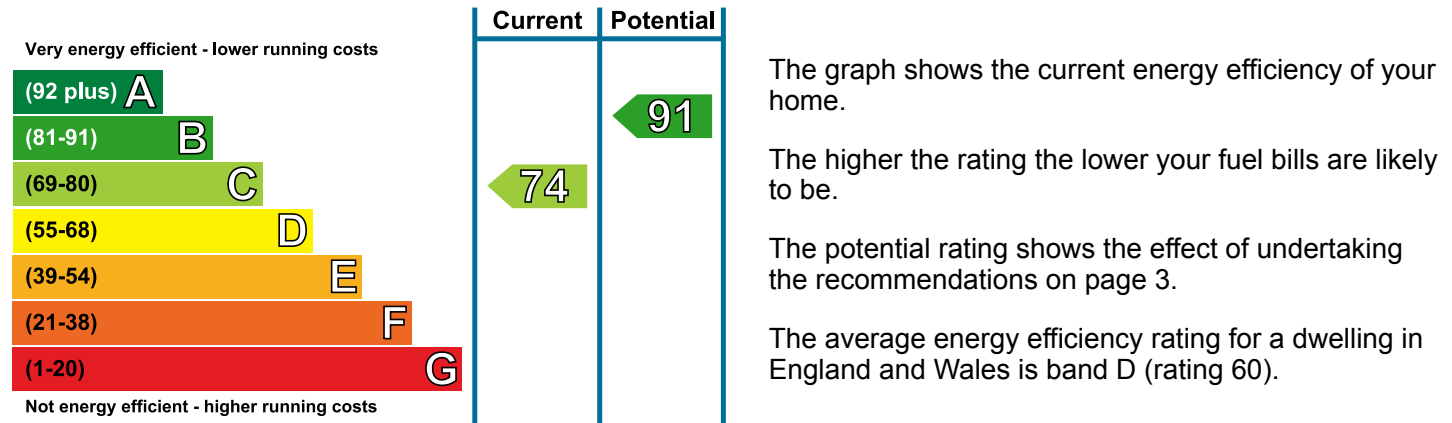 Current Potential
Very energy efficient - lower running costs
(92 plus) A
(81-91) B
(69-80) C
(55-68) D
(39-54) E
(21-38) F
(1-20) G
Not energy efficient - higher running costs
91
74
The graph shows the current energy efficiency of your
home.
The higher the rating the lower your fuel bills are likely
to be.
The potential rating shows the effect of undertaking
the recommendations on page 3.
The average energy efficiency rating for a dwelling in
England and Wales is band D (rating 60).